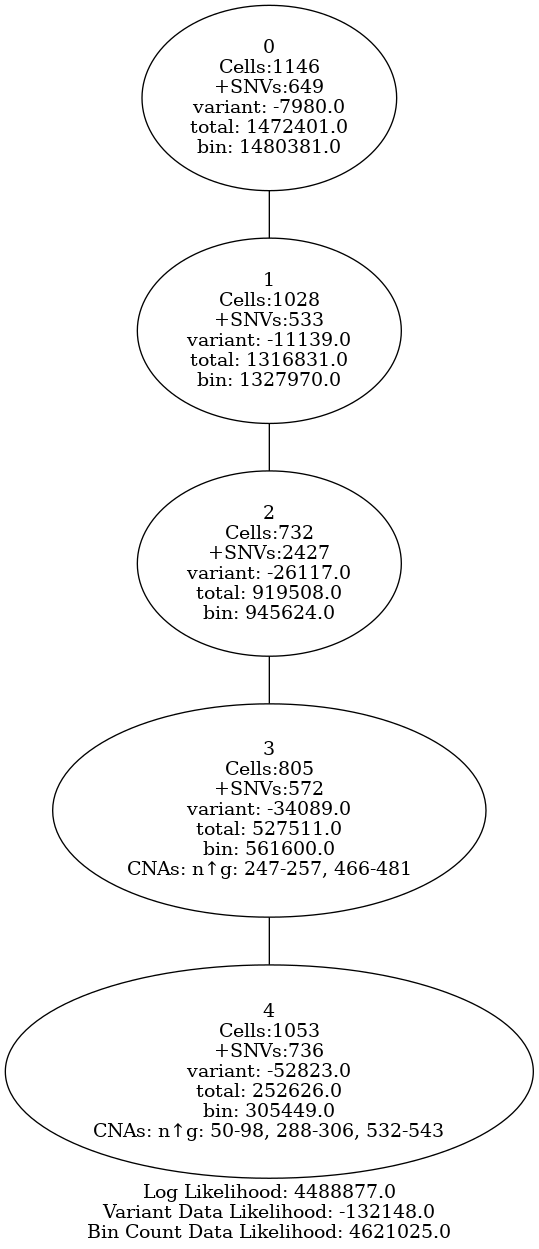 0
Cells:1146
+SNVs:649
variant: -7980.0
total: 1472401.0
bin: 1480381.0
1
Cells:1028
+SNVs:533
variant: -11139.0
total: 1316831.0
bin: 1327970.0
2
Cells:732
+SNVs:2427
variant: -26117.0
total: 919508.0
bin: 945624.0
3
Cells:805
+SNVs:572
variant: -34089.0
total: 527511.0
bin: 561600.0
CNAs: n↑g: 247-257, 466-481
4
Cells:1053
+SNVs:736
variant: -52823.0
total: 252626.0
bin: 305449.0
CNAs: n↑g: 50-98, 288-306, 532-543
Log Likelihood: 4488877.0
Variant Data Likelihood: -132148.0
Bin Count Data Likelihood: 4621025.0